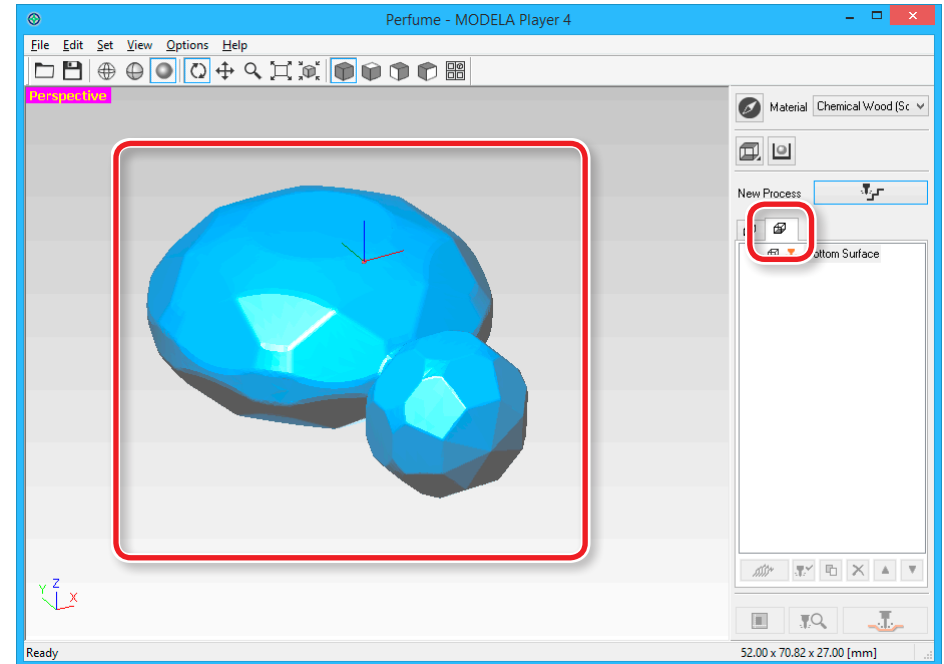 Perfume - MODELA Player 4
File Edit Set View Options Help
Perspective
Material Chemical Wood (Sc
New Process
ottom Surface
Y Z X
Ready
52.00 x 70.82 x 27.00 [mm]